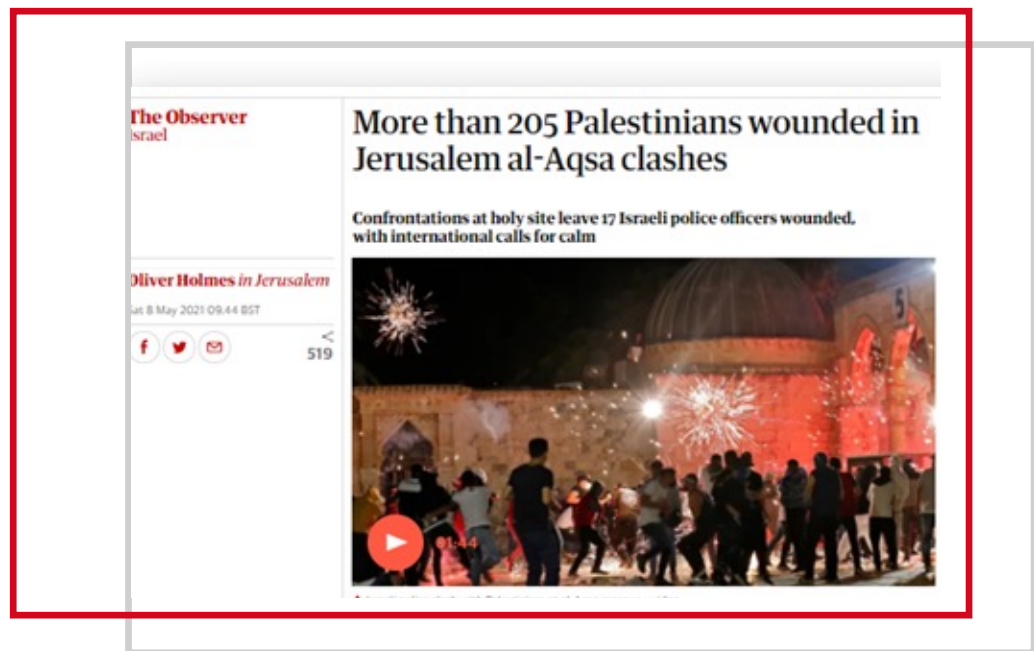 The Observer
Israel
More than 205 Palestinians wounded in
Jerusalem al-Aqsa clashes
Confrontations at holy site leave 17 Israeli police officers wounded,
with international calls for calm
Oliver Holmes in Jerusalem
Sat 8 May 2021 09.44 BST
519
5
01:44